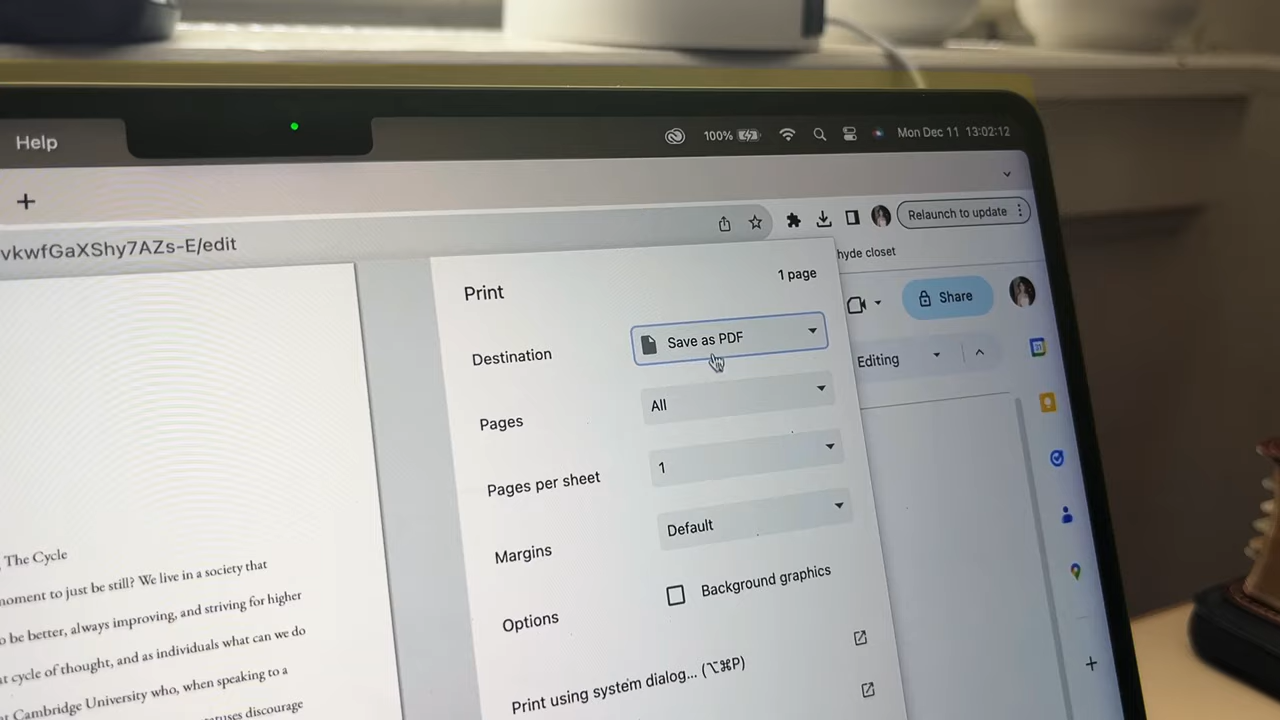 Help
100%
Mon Dec 11 13:02:12
+
Relaunch to update
vkwfGaXShy7AZs-E/edit
hyde closet
Print
1 page
Share
Destination
Save as PDF
Editing
Pages
All
Pages per sheet
1
Margins
Default
Options
Background graphics
Print using system dialog... (⌥⌘P)
The Cycle
moment to just be still? We live in a society that
be better, always improving, and striving for higher
cycle of thought, and as individuals what can we do
Cambridge University who, when speaking to a
discourage
31
+